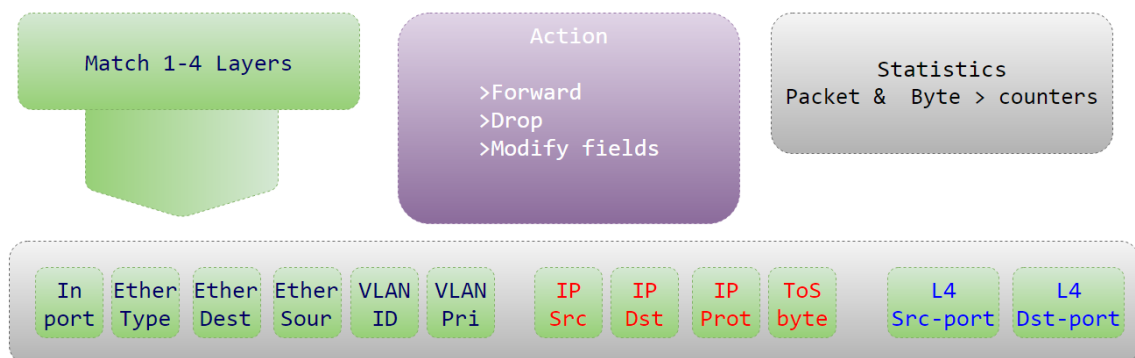 Match 1-4 Layers
Action
>Forward
>Drop
>Modify fields
Statistics
Packet & Byte > counters
In
port
Ether
Type
Ether
Dest
Ether
Sour
VLAN
ID
VLAN
Pri
IP
Src
IP
Dst
IP
Prot
ToS
byte
L4
Src-port
L4
Dst-port